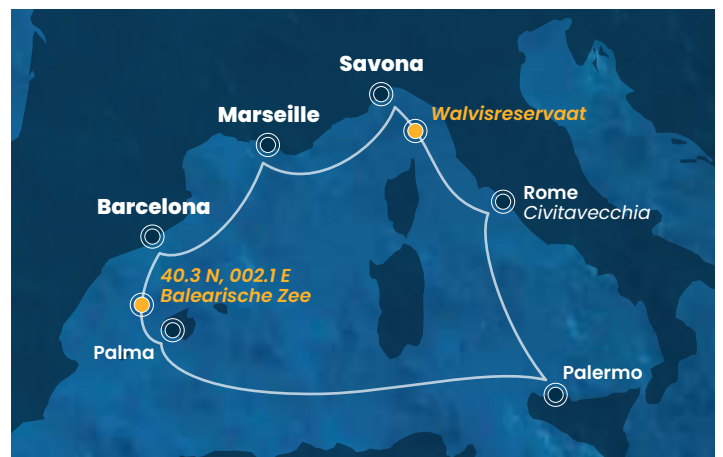 Savona
Walvisreservaat
Marseille
Rome
Civitavecchia
Barcelona
40.3 N, 002.1 E
Balearische Zee
Palma
Palermo